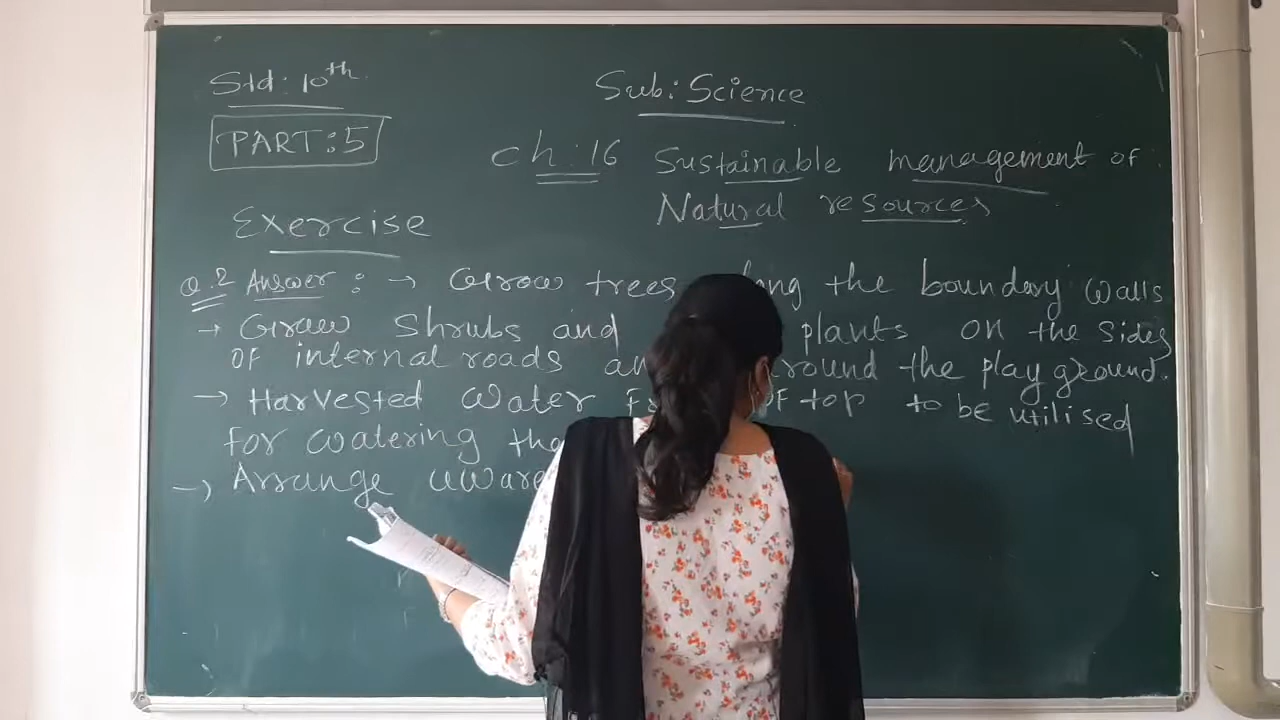 Std: 10th.
Sub: Science
PART: 5
Ch: 16 Sustainable management of
Natural resources
Exercise
Q.2 Answer: → Grow trees the boundary walls
→ Graw Shrubs and plants on the sides
of internal roads the play ground.
→ Harvested water top to be utilised
for watering the
→ Arrange